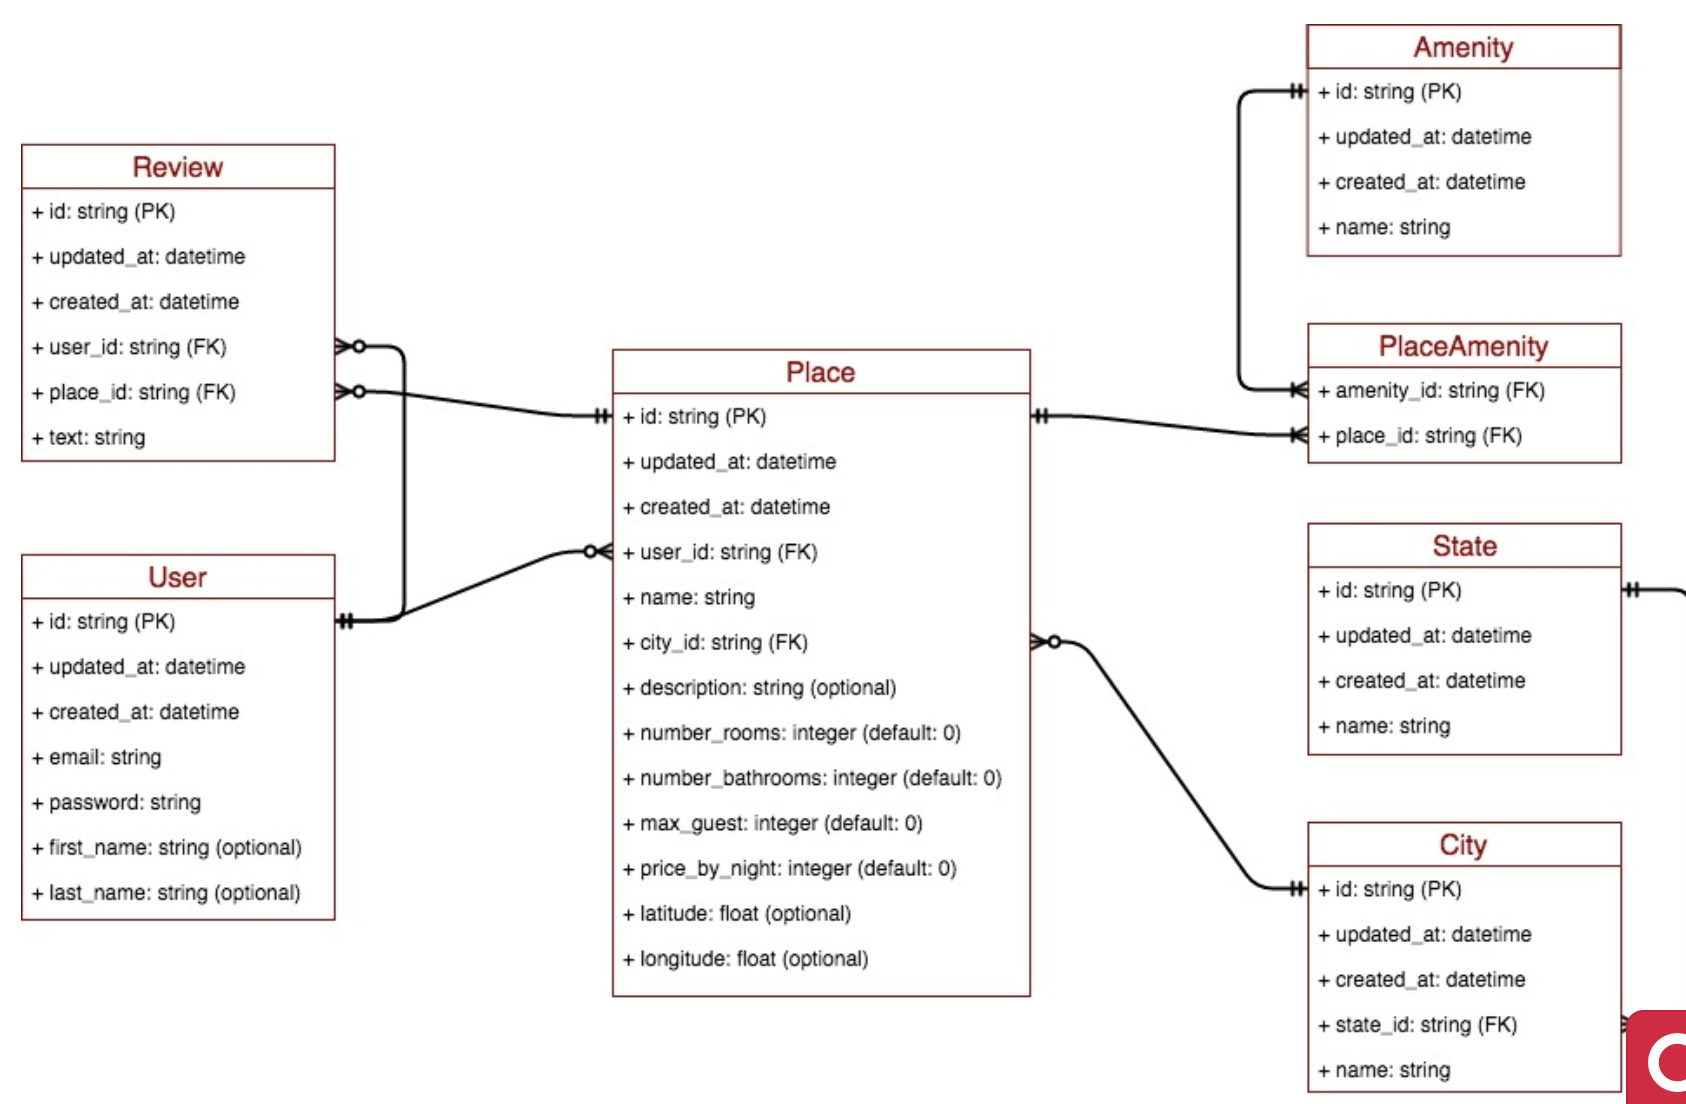 Review
+ id: string (PK)
+ updated_at: datetime
+ created_at: datetime
+ user_id: string (FK)
+ place_id: string (FK)
+ text: string
User
+ id: string (PK)
+ updated_at: datetime
+ created_at: datetime
+ email: string
+ password: string
+ first_name: string (optional)
+ last_name: string (optional)
Place
+ id: string (PK)
+ updated_at: datetime
+ created_at: datetime
+ user_id: string (FK)
+ name: string
+ city_id: string (FK)
+ description: string (optional)
+ number_rooms: integer (default: 0)
+ number_bathrooms: integer (default: 0)
+ max_guest: integer (default: 0)
+ price_by_night: integer (default: 0)
+ latitude: float (optional)
+ longitude: float (optional)
Amenity
+ id: string (PK)
+ updated_at: datetime
+ created_at: datetime
+ name: string
PlaceAmenity
+ amenity_id: string (FK)
+ place_id: string (FK)
State
+ id: string (PK)
+ updated_at: datetime
+ created_at: datetime
+ name: string
City
+ id: string (PK)
+ updated_at: datetime
+ created_at: datetime
+ state_id: string (FK)
+ name: string